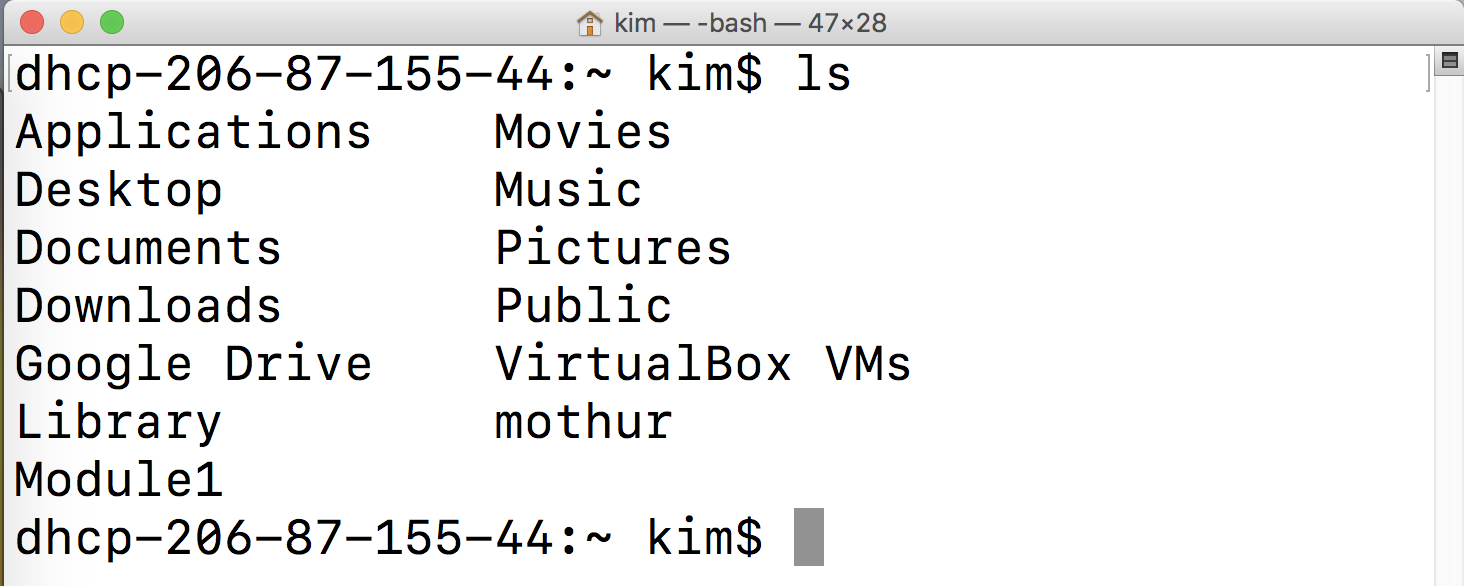 kim — -bash — 47×28
dhcp-206-87-155-44:~ kim$ ls
Applications Movies
Desktop Music
Documents Pictures
Downloads Public
Google Drive VirtualBox VMs
Library mothur
Module1
dhcp-206-87-155-44:~ kim$